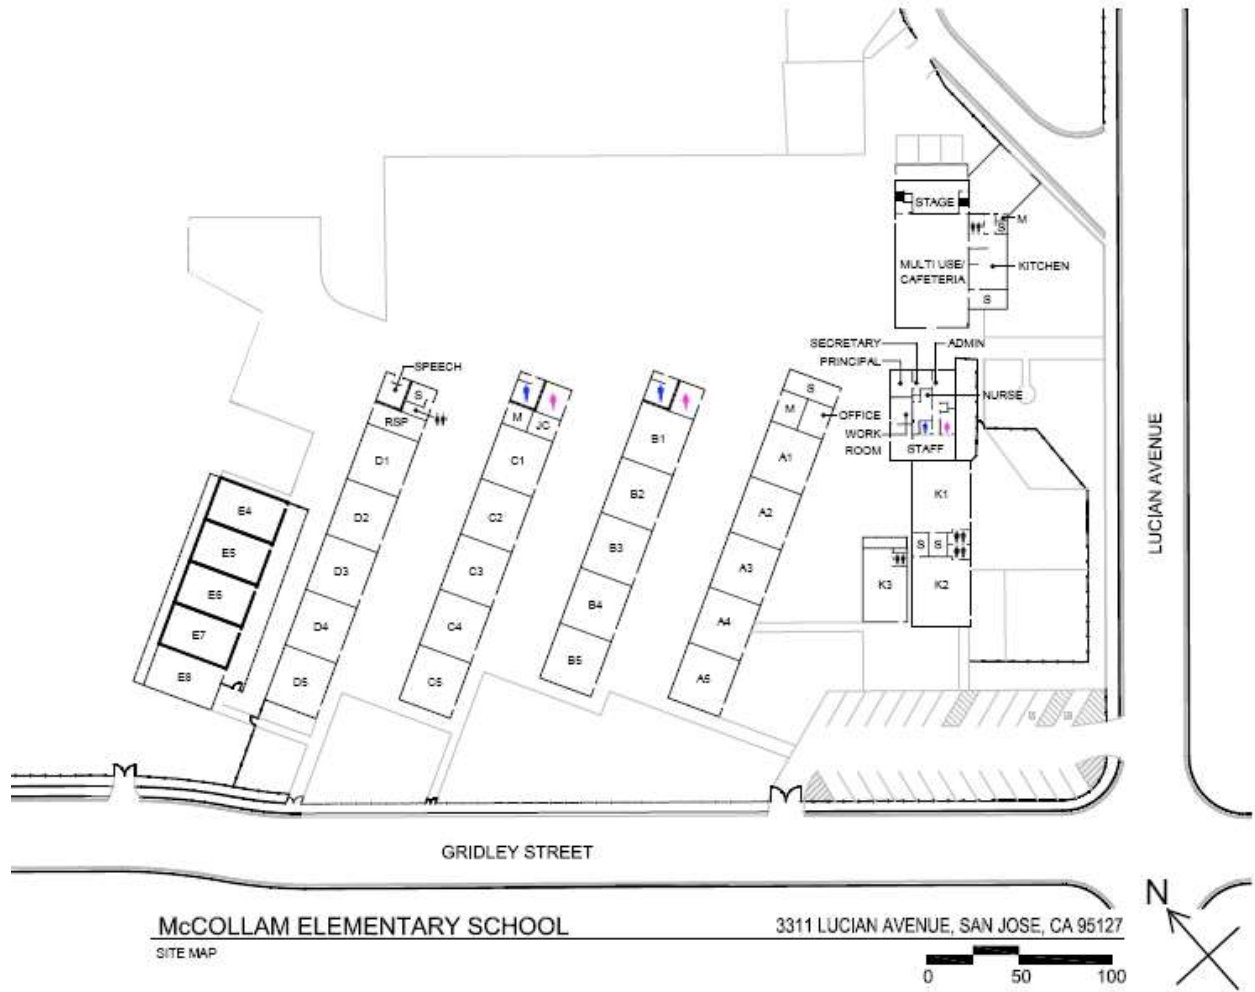 STAGE
M
S
MULTI USE/
CAFETERIA
KITCHEN
S
SECRETARY
ADMIN
PRINCIPAL
NURSE
SPEECH
S
RSP
M
JC
S
M
OFFICE
WORK
ROOM
STAFF
D1
C1
B1
A1
K1
E4
D2
C2
B2
A2
S
S
E5
D3
C3
B3
A3
K3
K2
E6
D4
C4
B4
A4
E7
E8
D5
C5
B5
A5
LUCIAN AVENUE
GRIDLEY STREET
N
McCOLLAM ELEMENTARY SCHOOL
3311 LUCIAN AVENUE, SAN JOSE, CA 95127
SITE MAP
0 50 100